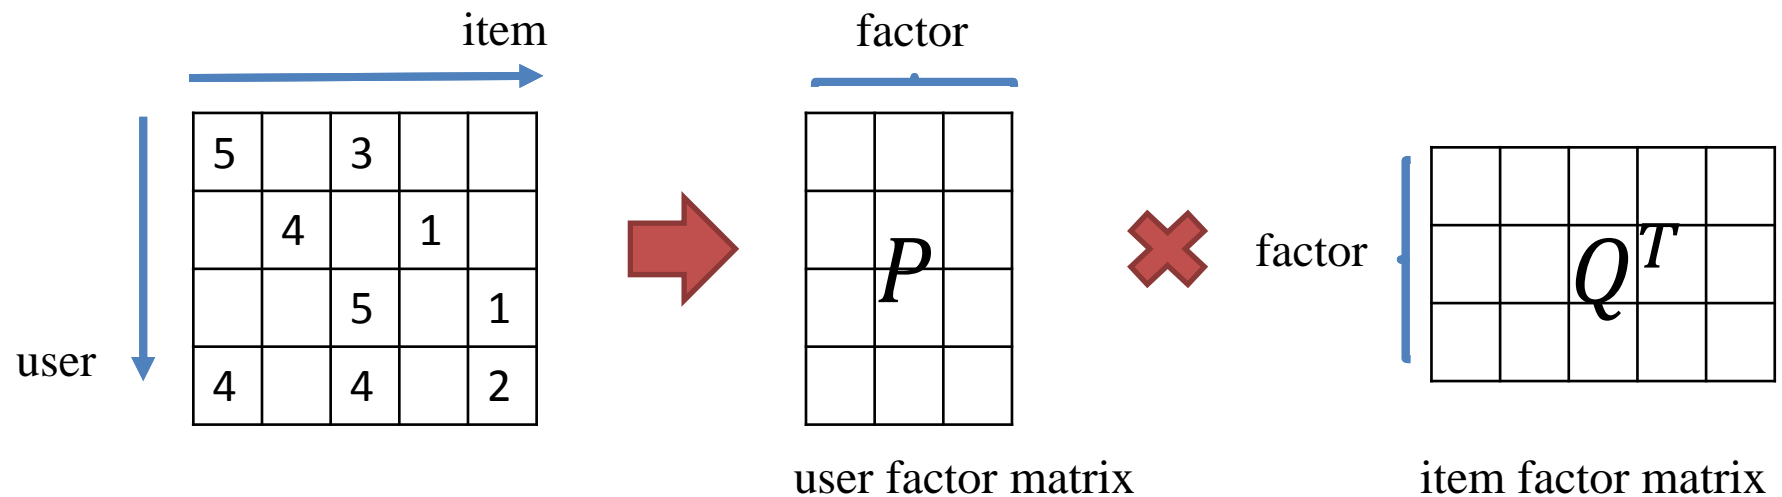 item
factor
5 3
4 1
5 1
4 4 2
user
P
factor
Q^T
user factor matrix
item factor matrix